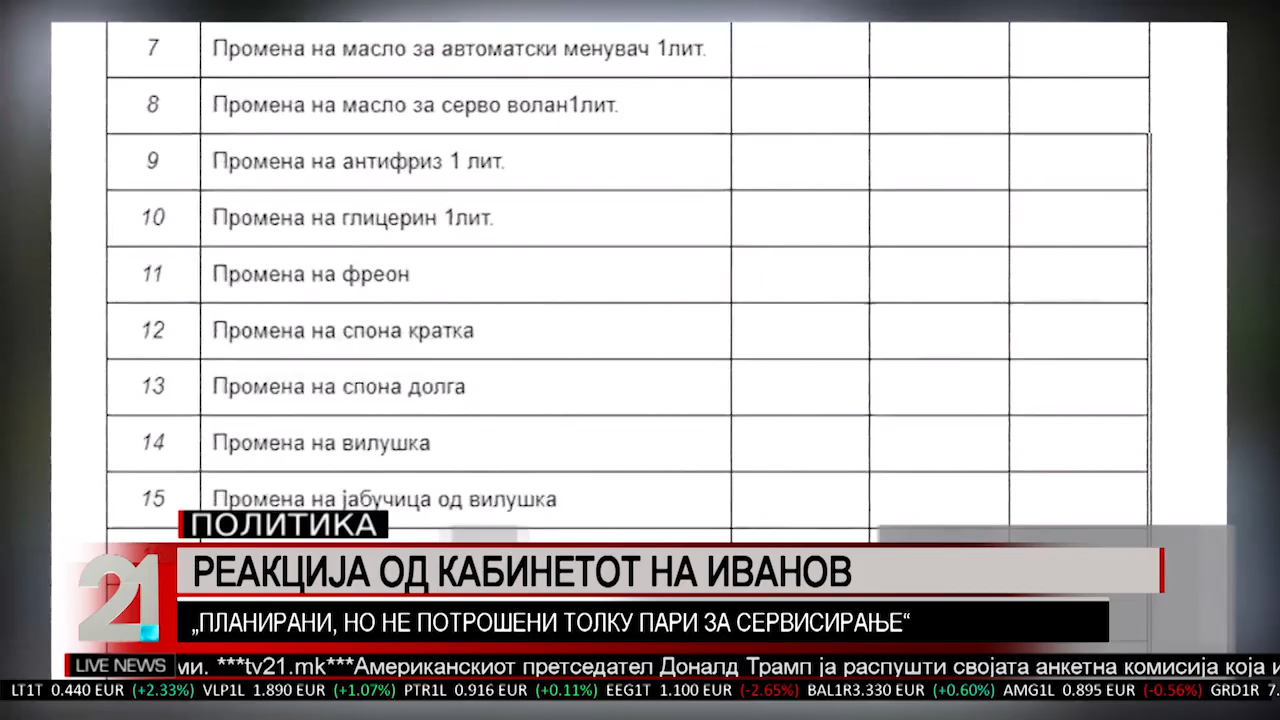 7 Промена на масло за автоматски менувач 1лит.
8 Промена на масло за серво волан1лит.
9 Промена на антифриз 1 лит.
10 Промена на глицерин 1лит.
11 Промена на фреон
12 Промена на спона кратка
13 Промена на спона долга
14 Промена на вилушка
15 Промена на јабучица од вилушка
ПОЛИТИКА
21
РЕАКЦИЈА ОД КАБИНЕТОТ НА ИВАНОВ
„ПЛАНИРАНИ, НО НЕ ПОТРОШЕНИ ТОЛКУ ПАРИ ЗА СЕРВИСИРАЊЕ“
LIVE NEWS ми. ***tv21.mk***Американскиот претседател Доналд Трамп ја распушти својата анкетна комисија која и
LT1T 0.440 EUR (+2.33%) VLP1L 1.890 EUR (+1.07%) PTR1L 0.916 EUR (+0.11%) EEG1T 1.100 EUR (-2.65%) BAL1R3.330 EUR (+0.60%) AMG1L 0.895 EUR (-0.56%) GRD1R 7.